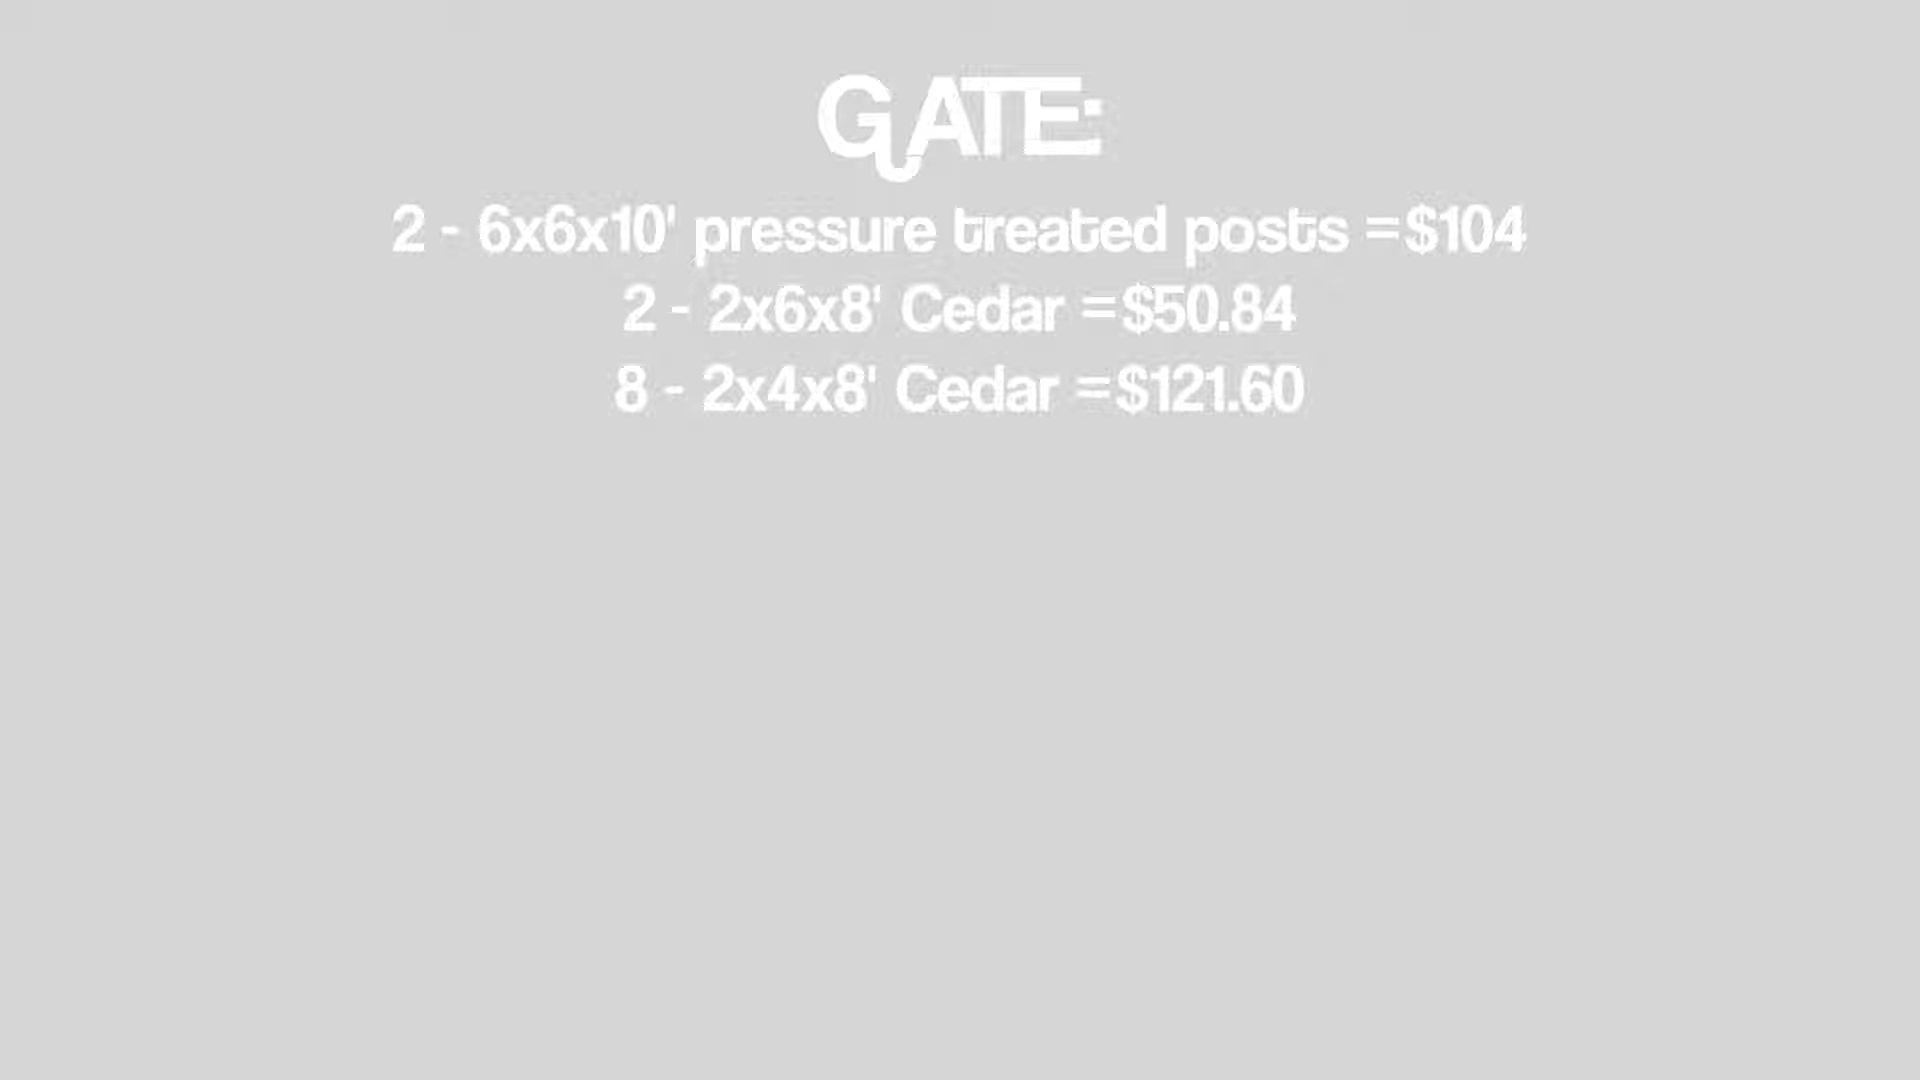 GATE:
2 - 6x6x10' pressure treated posts =$104
2 - 2x6x8' Cedar =$50.84
8 - 2x4x8' Cedar =$121.60